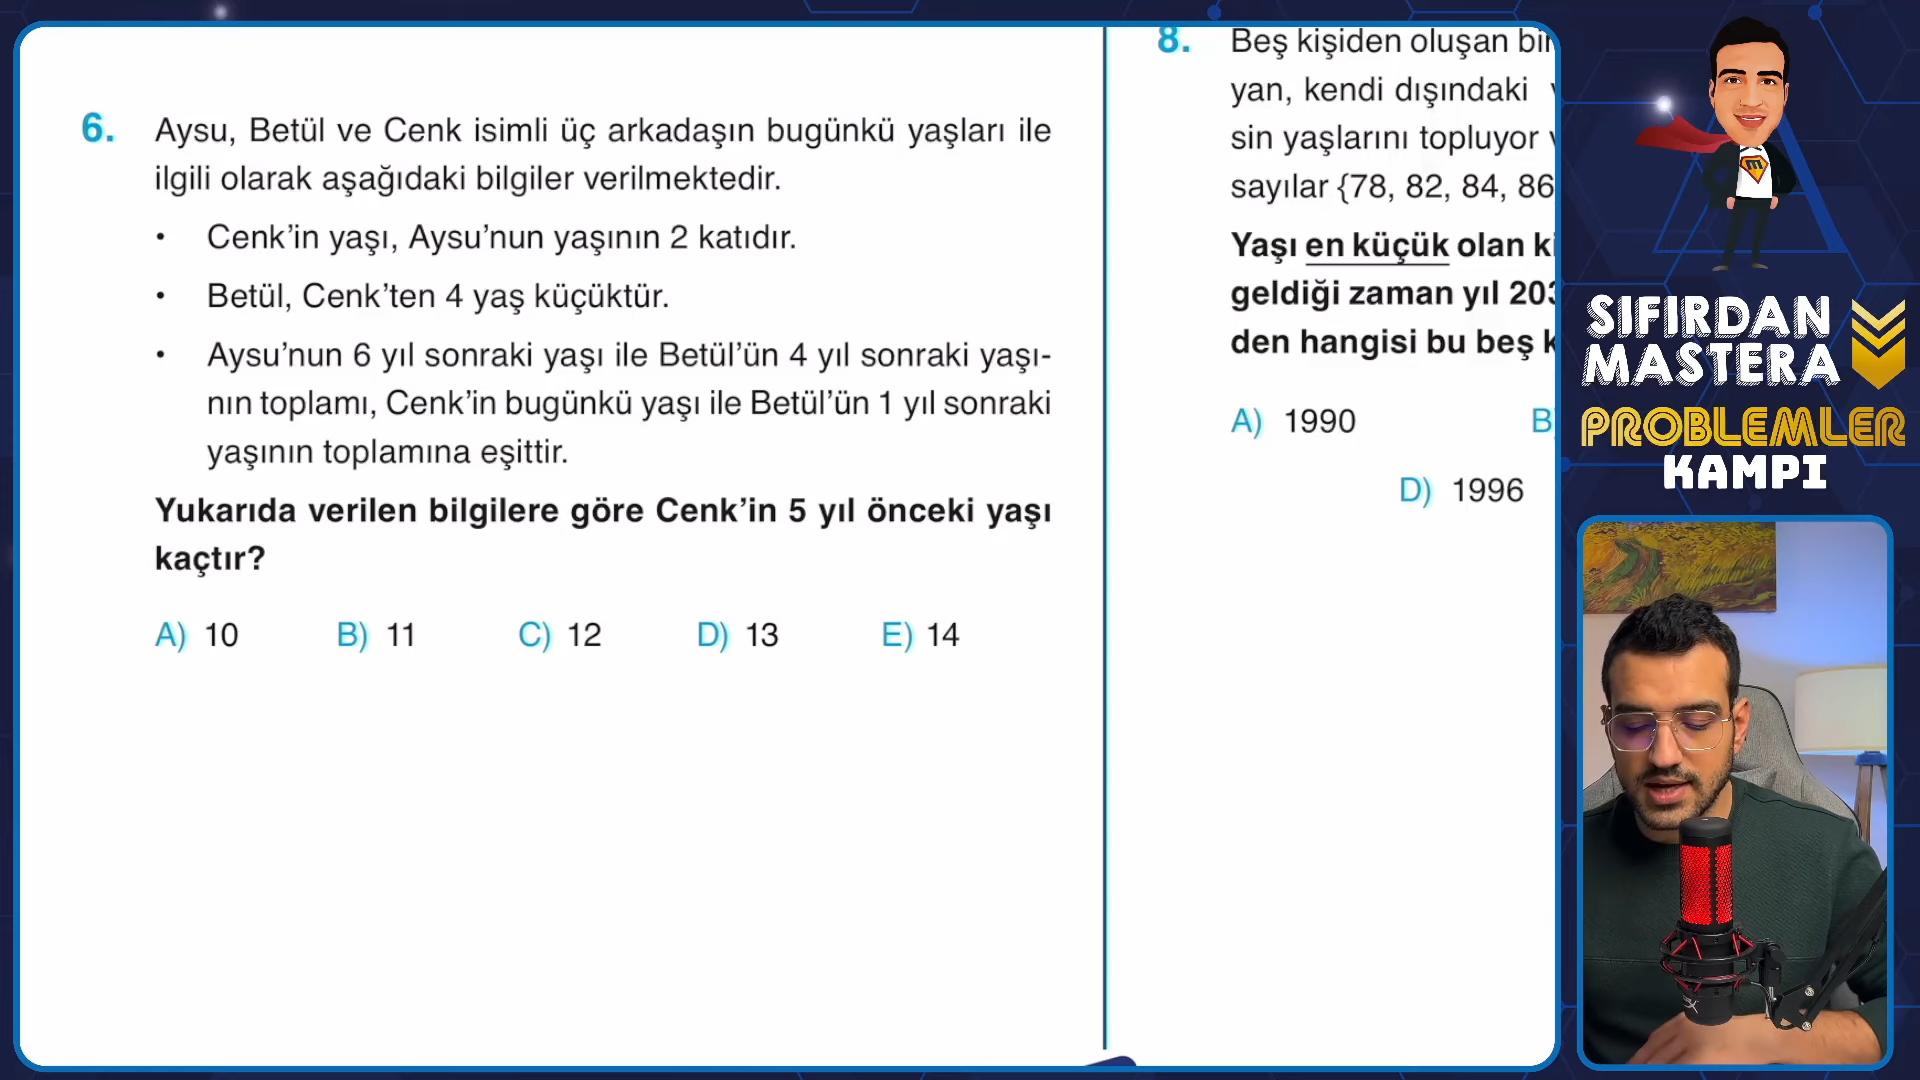 6. Aysu, Betül ve Cenk isimli üç arkadaşın bugünkü yaşları ile
ilgili olarak aşağıdaki bilgiler verilmektedir.
• Cenk’in yaşı, Aysu’nun yaşının 2 katıdır.
• Betül, Cenk’ten 4 yaş küçüktür.
• Aysu’nun 6 yıl sonraki yaşı ile Betül’ün 4 yıl sonraki yaşı-
nın toplamı, Cenk’in bugünkü yaşı ile Betül’ün 1 yıl sonraki
yaşının toplamına eşittir.
Yukarıda verilen bilgilere göre Cenk’in 5 yıl önceki yaşı
kaçtır?
A) 10 B) 11 C) 12 D) 13 E) 14
8. Beş kişiden oluşan bir
yan, kendi dışındaki
sin yaşlarını topluyor
sayılar {78, 82, 84, 86
Yaşı en küçük olan ki
geldiği zaman yıl 203
den hangisi bu beş k
A) 1990 B)
D) 1996
SIFIRDAN
MASTERA
PROBLEMLER
KAMPI